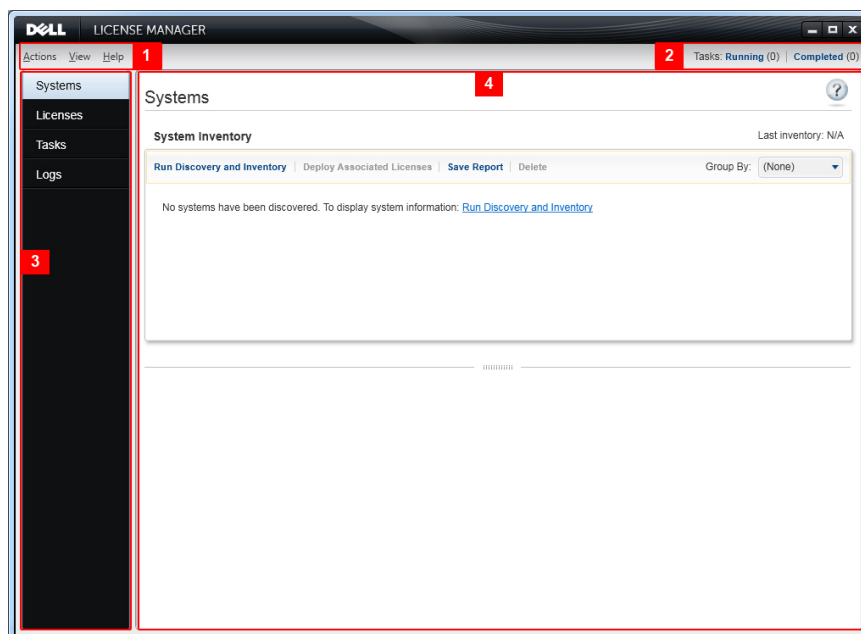 DELL LICENSE MANAGER
Actions View Help 1 2 Tasks: Running (0) | Completed (0)
Systems
Licenses
Tasks
Logs
3
4
Systems
?
System Inventory Last inventory: N/A
Run Discovery and Inventory | Deploy Associated Licenses | Save Report | Delete Group By: (None)
No systems have been discovered. To display system information: Run Discovery and Inventory